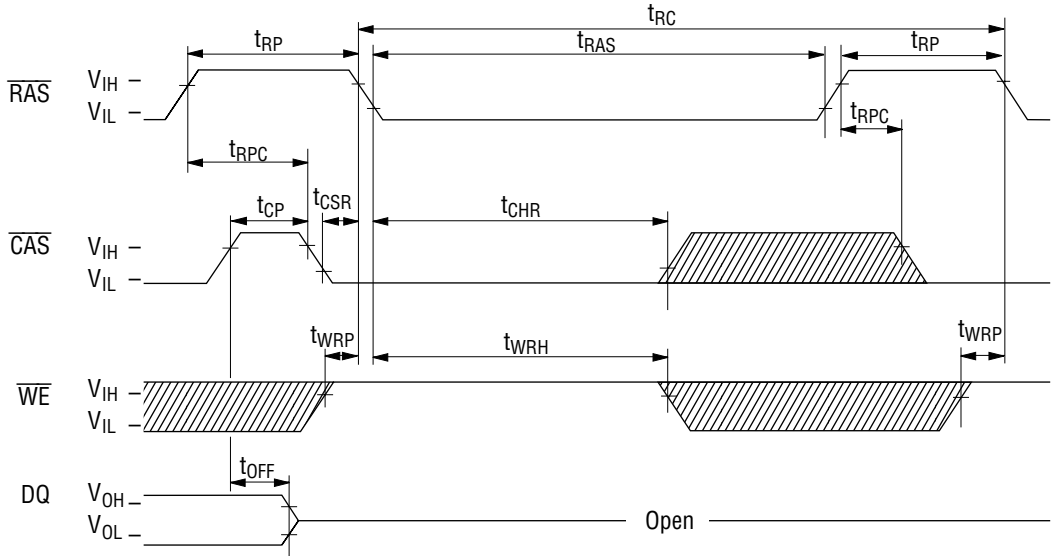 tRC
tRP tRAS tRP
RAS VIH
VIL
tRPC tRPC
tCP tCSR tCHR
CAS VIH
VIL
tWRP tWRH tWRP
WE VIH
VIL
tOFF
DQ VOH
VOL Open